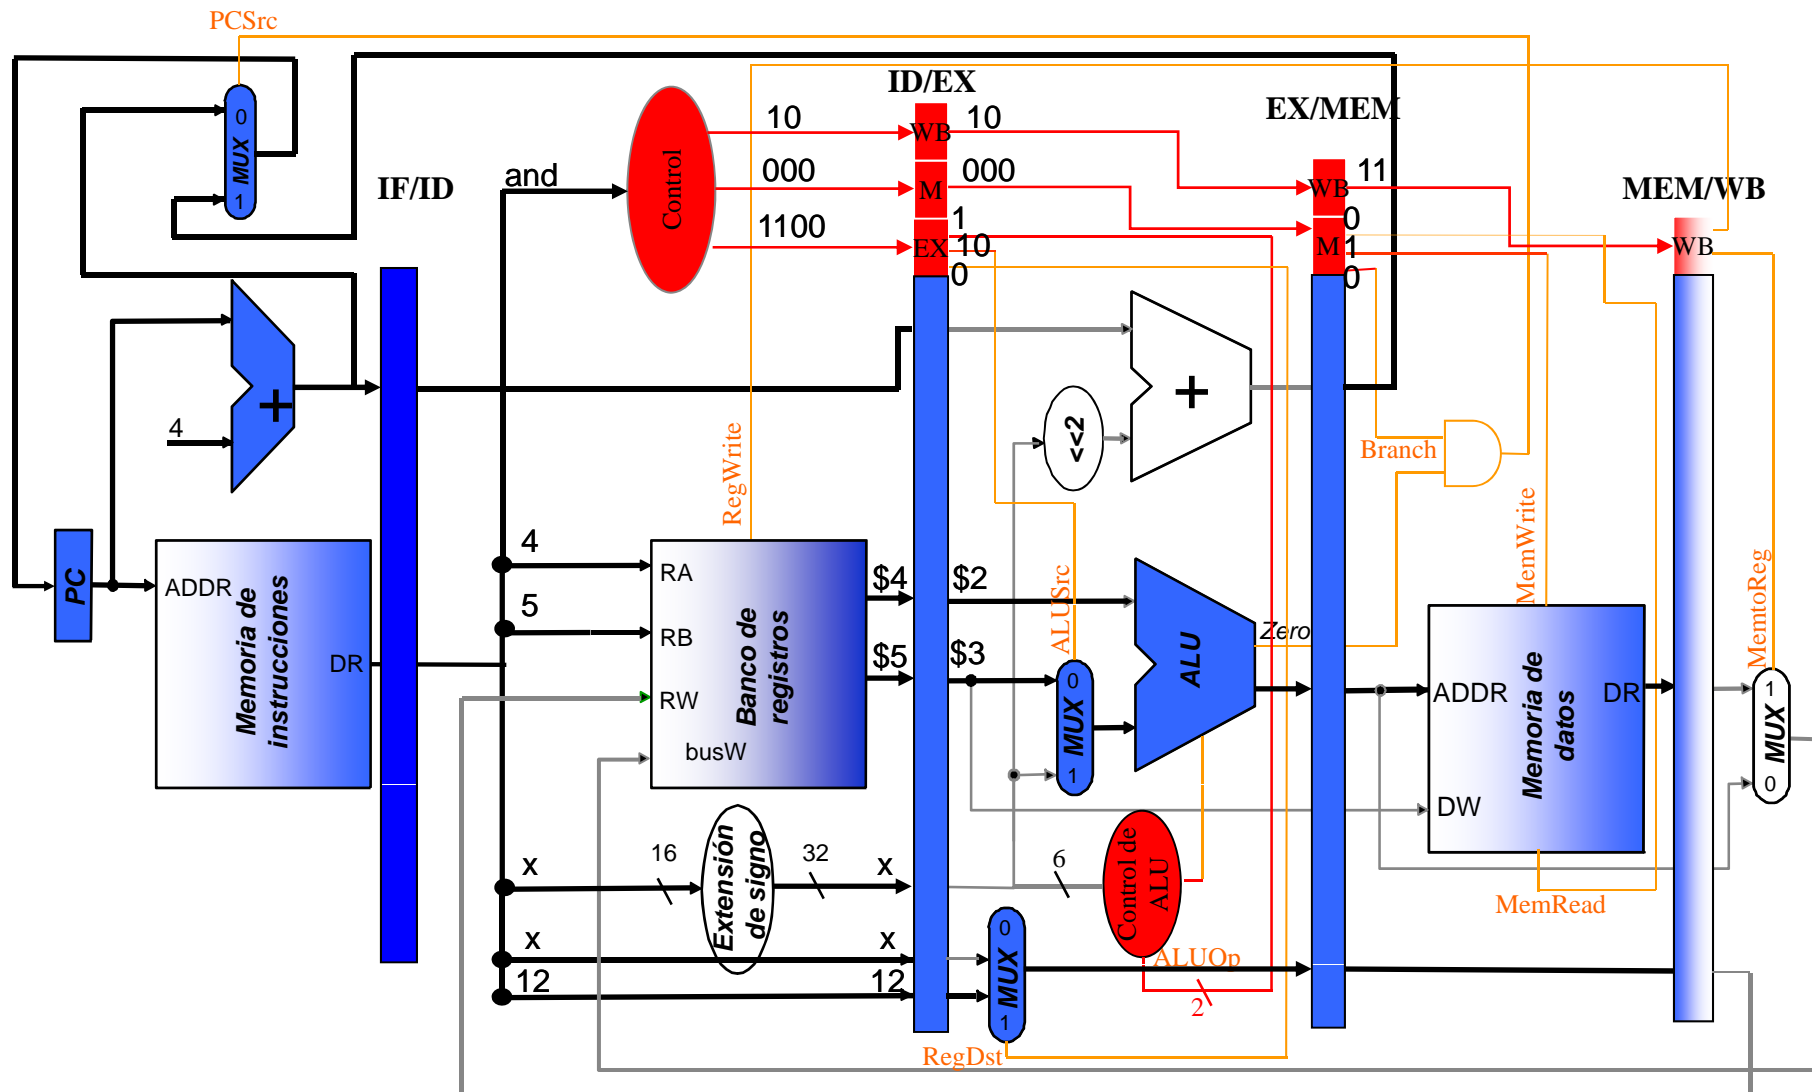 PCSrc
ID/EX
EX/MEM
MEM/WB
IF/ID
0
MUX
1
and
Control
10
000
1100
WB
10
M
000
EX
1
10
0
WB
11
M
0
1
0
WB
4
+
+
<<2
RegWrite
Branch
MemWrite
MemtoReg
PC
ADDR
Memoria de
instrucciones
DR
4
5
RA
RB
RW
busW
Banco de
registros
$4
$5
$2
$3
ALUSrc
0
MUX
1
ALU
Zero
ADDR
DR
DW
Memoria de
datos
1
MUX
0
MemRead
x
16
Extensión
de signo
32
x
6
Control de
ALU
ALUOp
2
x
x
12
12
0
MUX
1
RegDst